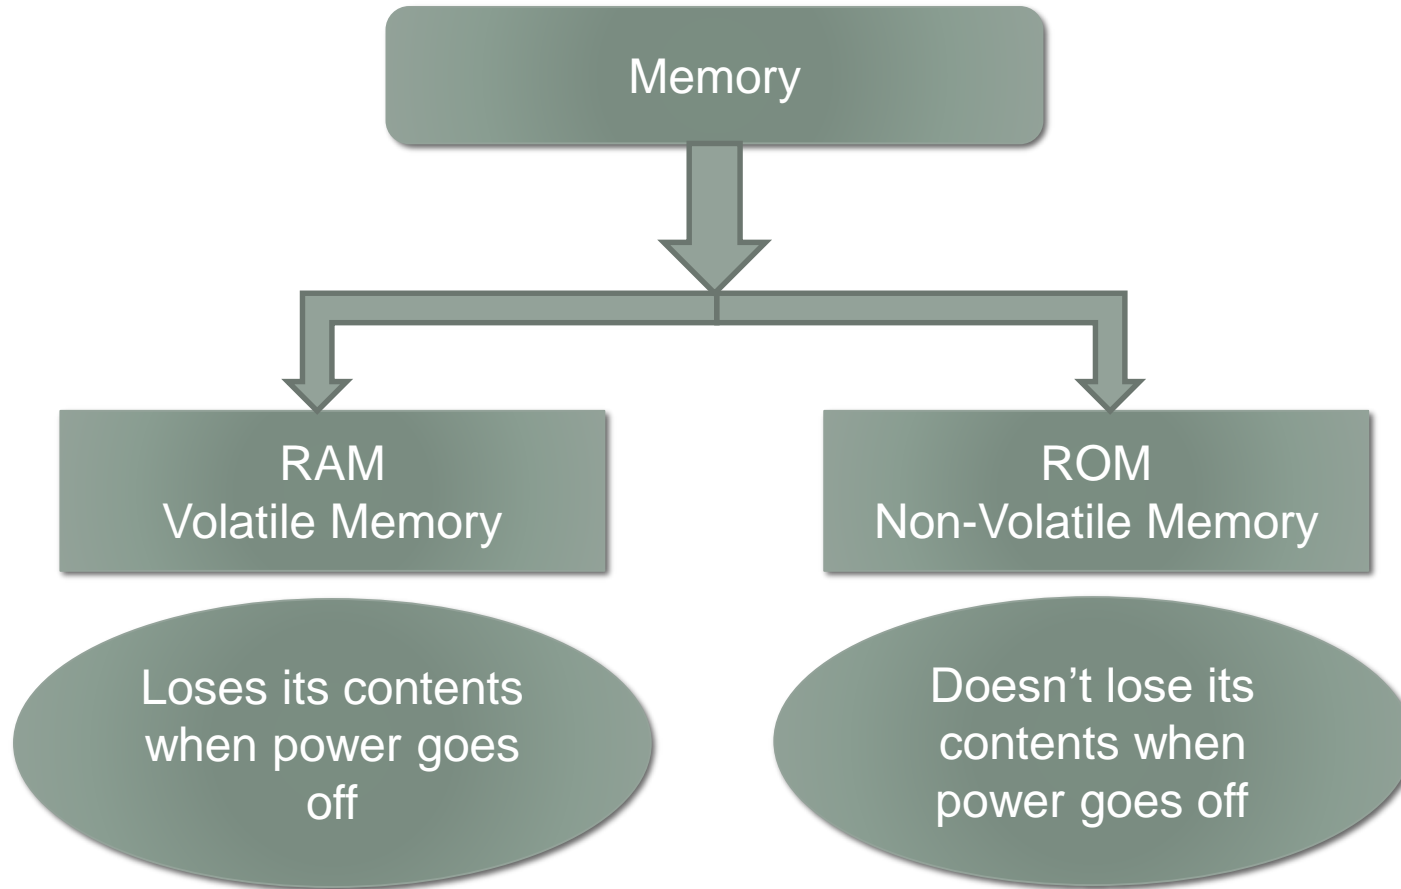 Memory
RAM
Volatile Memory
ROM
Non-Volatile Memory
Loses its contents
when power goes
off
Doesn’t lose its
contents when
power goes off